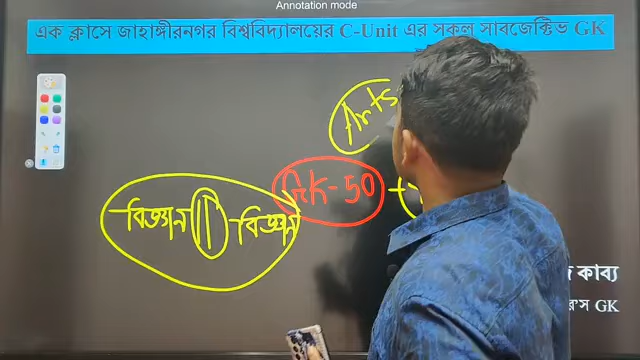 Annotation mode
এক ক্লাসে জাহাঙ্গীরনগর বিশ্ববিদ্যালয়ের C-Unit এর সকল সাবজেক্টিভ GK
Arts
GK-50
বিজ্ঞান বিজ্ঞান
কাব্য
র'স GK